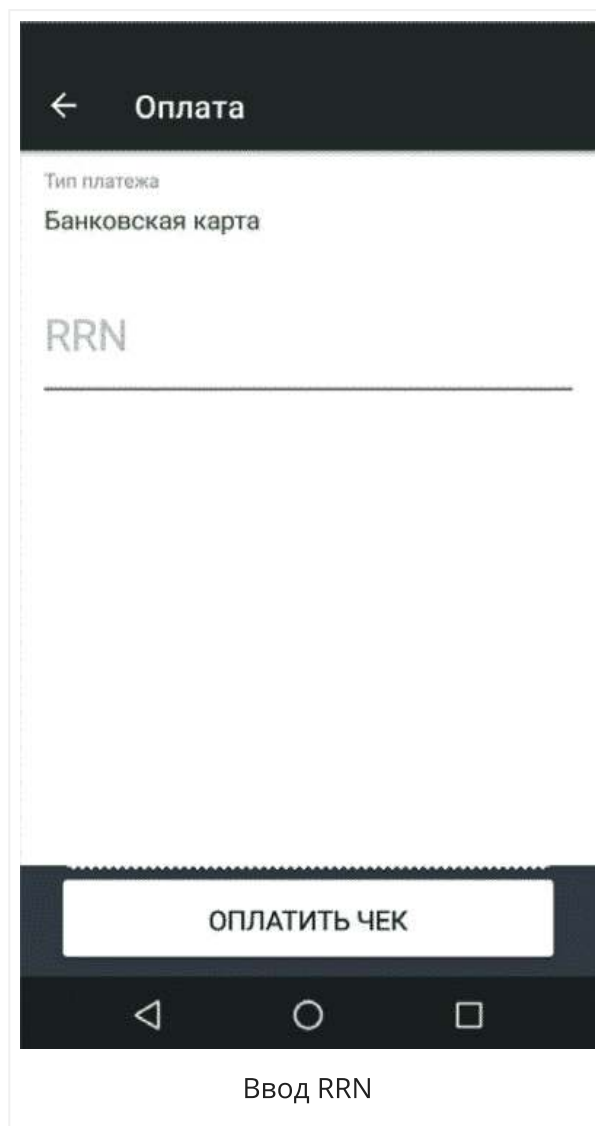 Оплата
Тип платежа
Банковская карта
RRN
ОПЛАТИТЬ ЧЕК
Ввод RRN